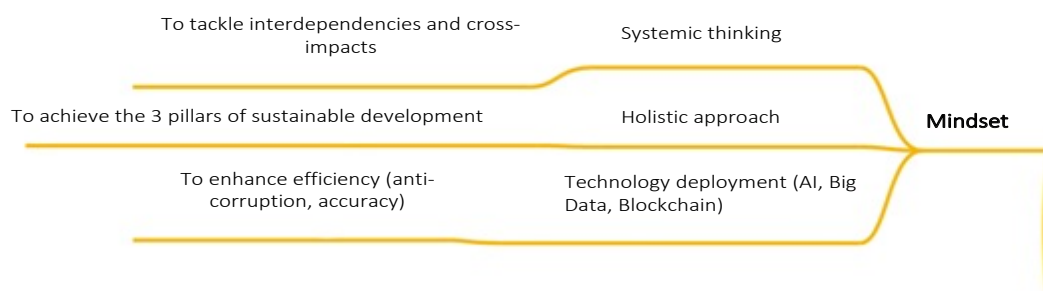 To tackle interdependencies and cross-
impacts
Systemic thinking
To achieve the 3 pillars of sustainable development
Holistic approach
Mindset
To enhance efficiency (anti-
corruption, accuracy)
Technology deployment (AI, Big
Data, Blockchain)